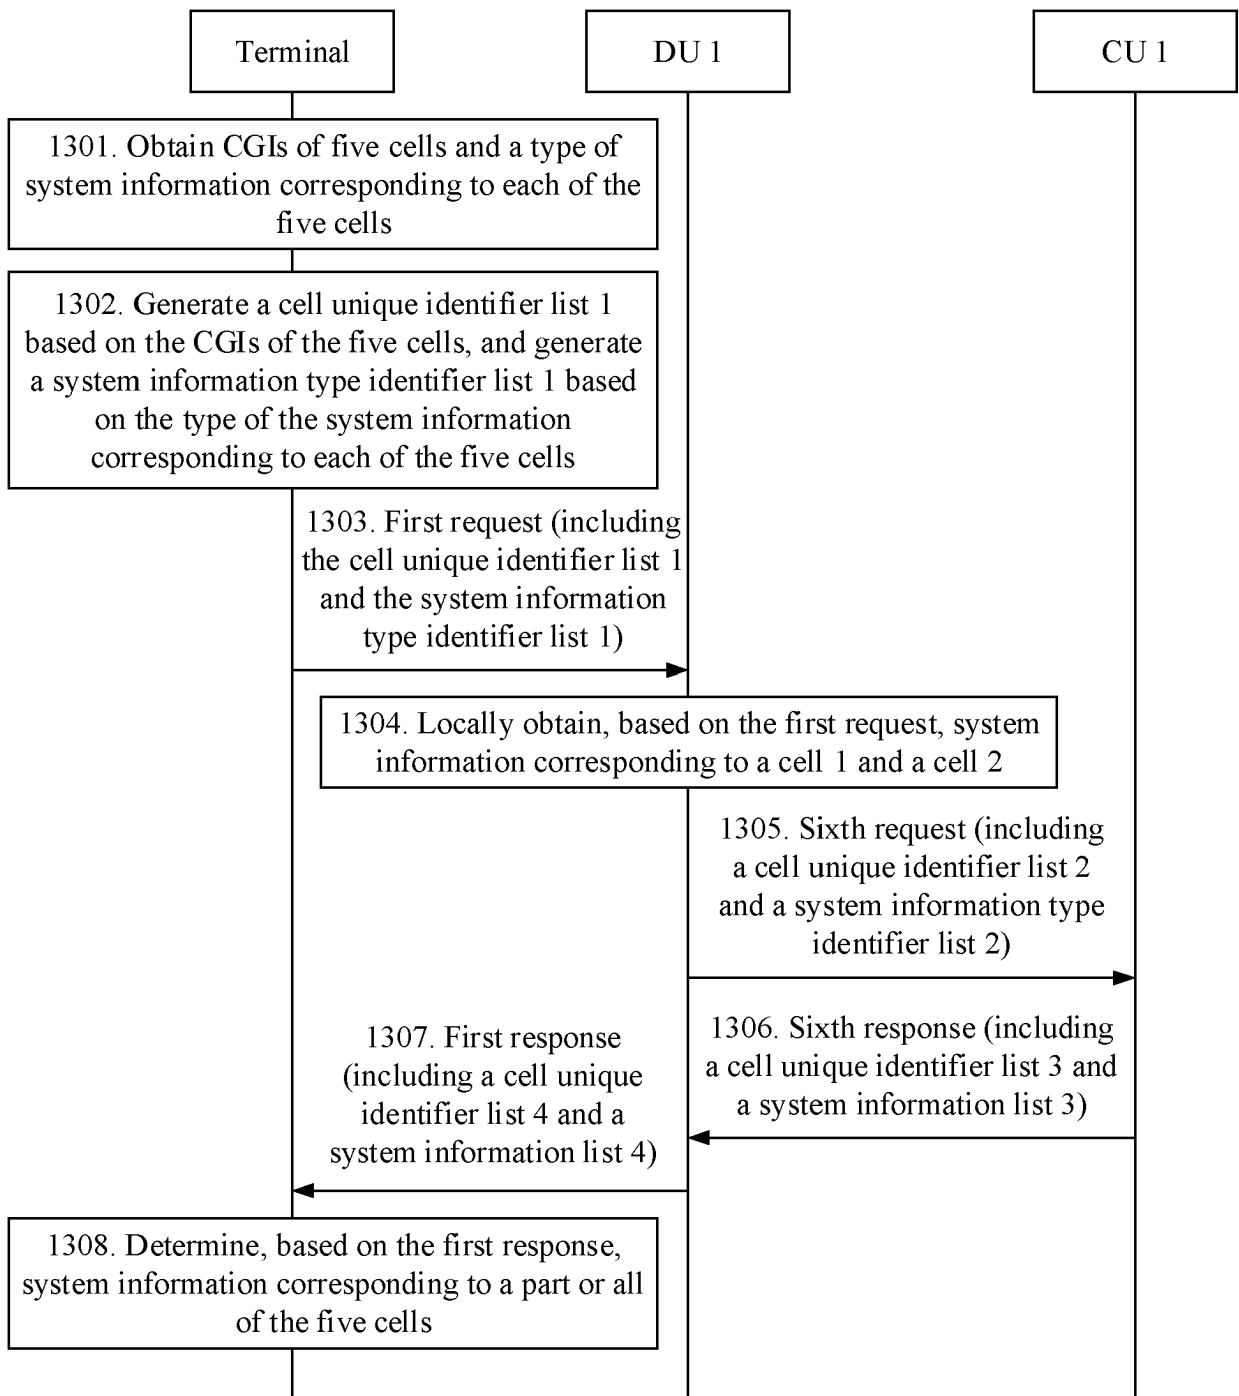 Terminal
DU 1
CU 1
1301. Obtain CGIs of five cells and a type of
system information corresponding to each of the
five cells
1302. Generate a cell unique identifier list 1
based on the CGIs of the five cells, and generate
a system information type identifier list 1 based
on the type of the system information
corresponding to each of the five cells
1303. First request (including
the cell unique identifier list 1
and the system information
type identifier list 1)
1304. Locally obtain, based on the first request, system
information corresponding to a cell 1 and a cell 2
1305. Sixth request (including
a cell unique identifier list 2
and a system information type
identifier list 2)
1306. Sixth response (including
a cell unique identifier list 3 and
a system information list 3)
1307. First response
(including a cell unique
identifier list 4 and a
system information list 4)
1308. Determine, based on the first response,
system information corresponding to a part or all
of the five cells